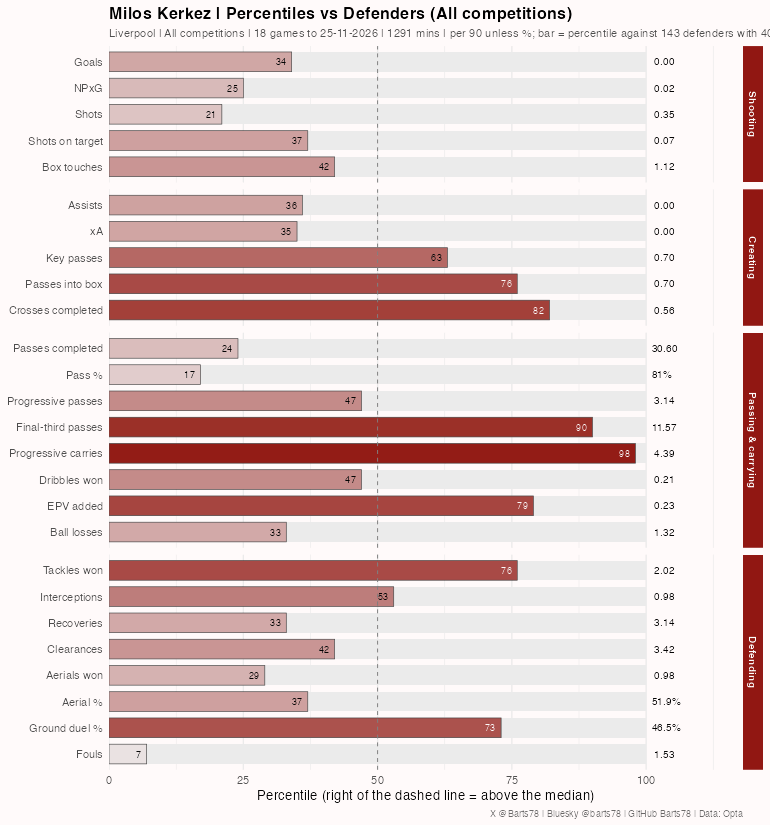 Milos Kerkez | Percentiles vs Defenders (All competitions)
Liverpool | All competitions | 18 games to 25-11-2026 | 1291 mins | per 90 unless %; bar = percentile against 143 defenders with 40
Goals 34 0.00
NPxG 25 0.02
Shots 21 0.35
Shots on target 37 0.07
Box touches 42 1.12
Shooting
Assists 36 0.00
xA 35 0.00
Key passes 63 0.70
Passes into box 76 0.70
Crosses completed 82 0.56
Creating
Passes completed 24 30.60
Pass % 17 81%
Progressive passes 47 3.14
Final-third passes 90 11.57
Progressive carries 98 4.39
Dribbles won 47 0.21
EPV added 79 0.23
Ball losses 33 1.32
Passing & carrying
Tackles won 76 2.02
Interceptions 53 0.98
Recoveries 33 3.14
Clearances 42 3.42
Aerials won 29 0.98
Aerial % 37 51.9%
Ground duel % 73 46.5%
Fouls 7 1.53
Defending
0 25 50 75 100
Percentile (right of the dashed line = above the median)
X @Barts78 | Bluesky @barts78 | GitHub Barts78 | Data: Opta